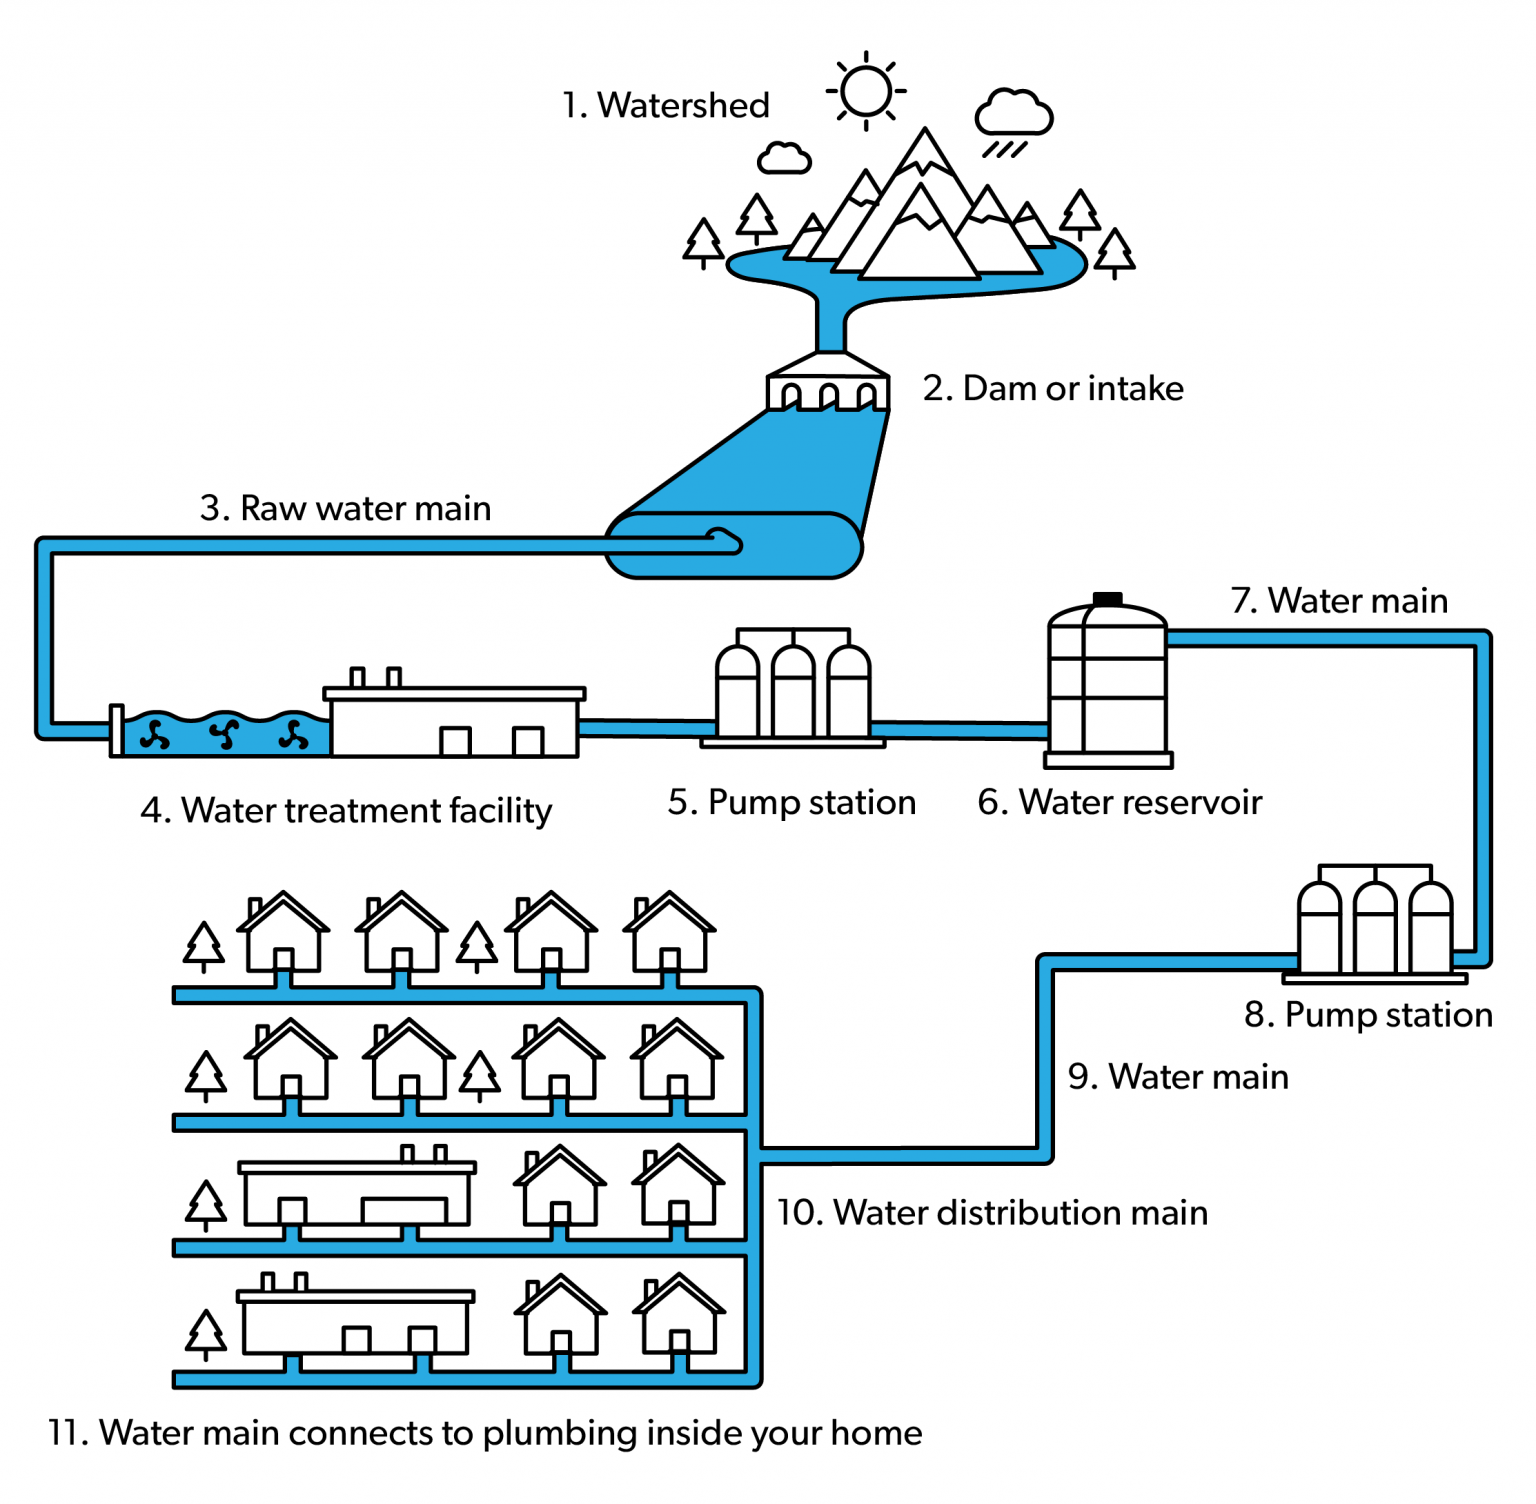 1. Watershed
2. Dam or intake
3. Raw water main
4. Water treatment facility
5. Pump station
6. Water reservoir
7. Water main
8. Pump station
9. Water main
10. Water distribution main
11. Water main connects to plumbing inside your home